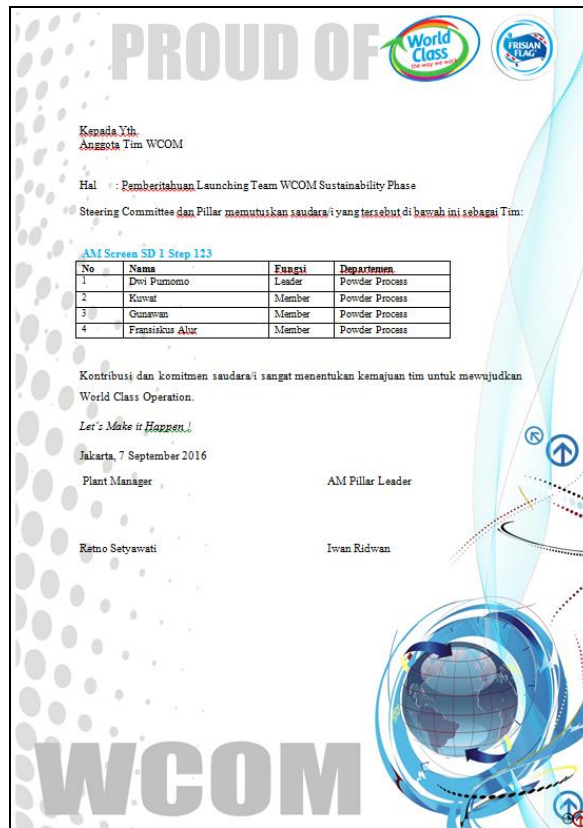 PROUD OF
World
Class
the way we work
FRISIAN
FLAG
Kepada Yth.
Anggota Tim WCOM
Hal : Pemberitahuan Launching Team WCOM Sustainability Phase
Steering Committee dan Pillar memutuskan saudara/i yang tersebut di bawah ini sebagai Tim:
AM Screen SD 1 Step 123
No Nama Fungsi Departemen
1 Dwi Purnomo Leader Powder Process
2 Kuwat Member Powder Process
3 Gunawan Member Powder Process
4 Fransiskus Alur Member Powder Process
Kontribusi dan komitmen saudara/i sangat menentukan kemajuan tim untuk mewujudkan
World Class Operation.
Let's Make it Happen !
Jakarta, 7 September 2016
Plant Manager AM Pillar Leader
Retno Setyawati Iwan Ridwan
WCOM